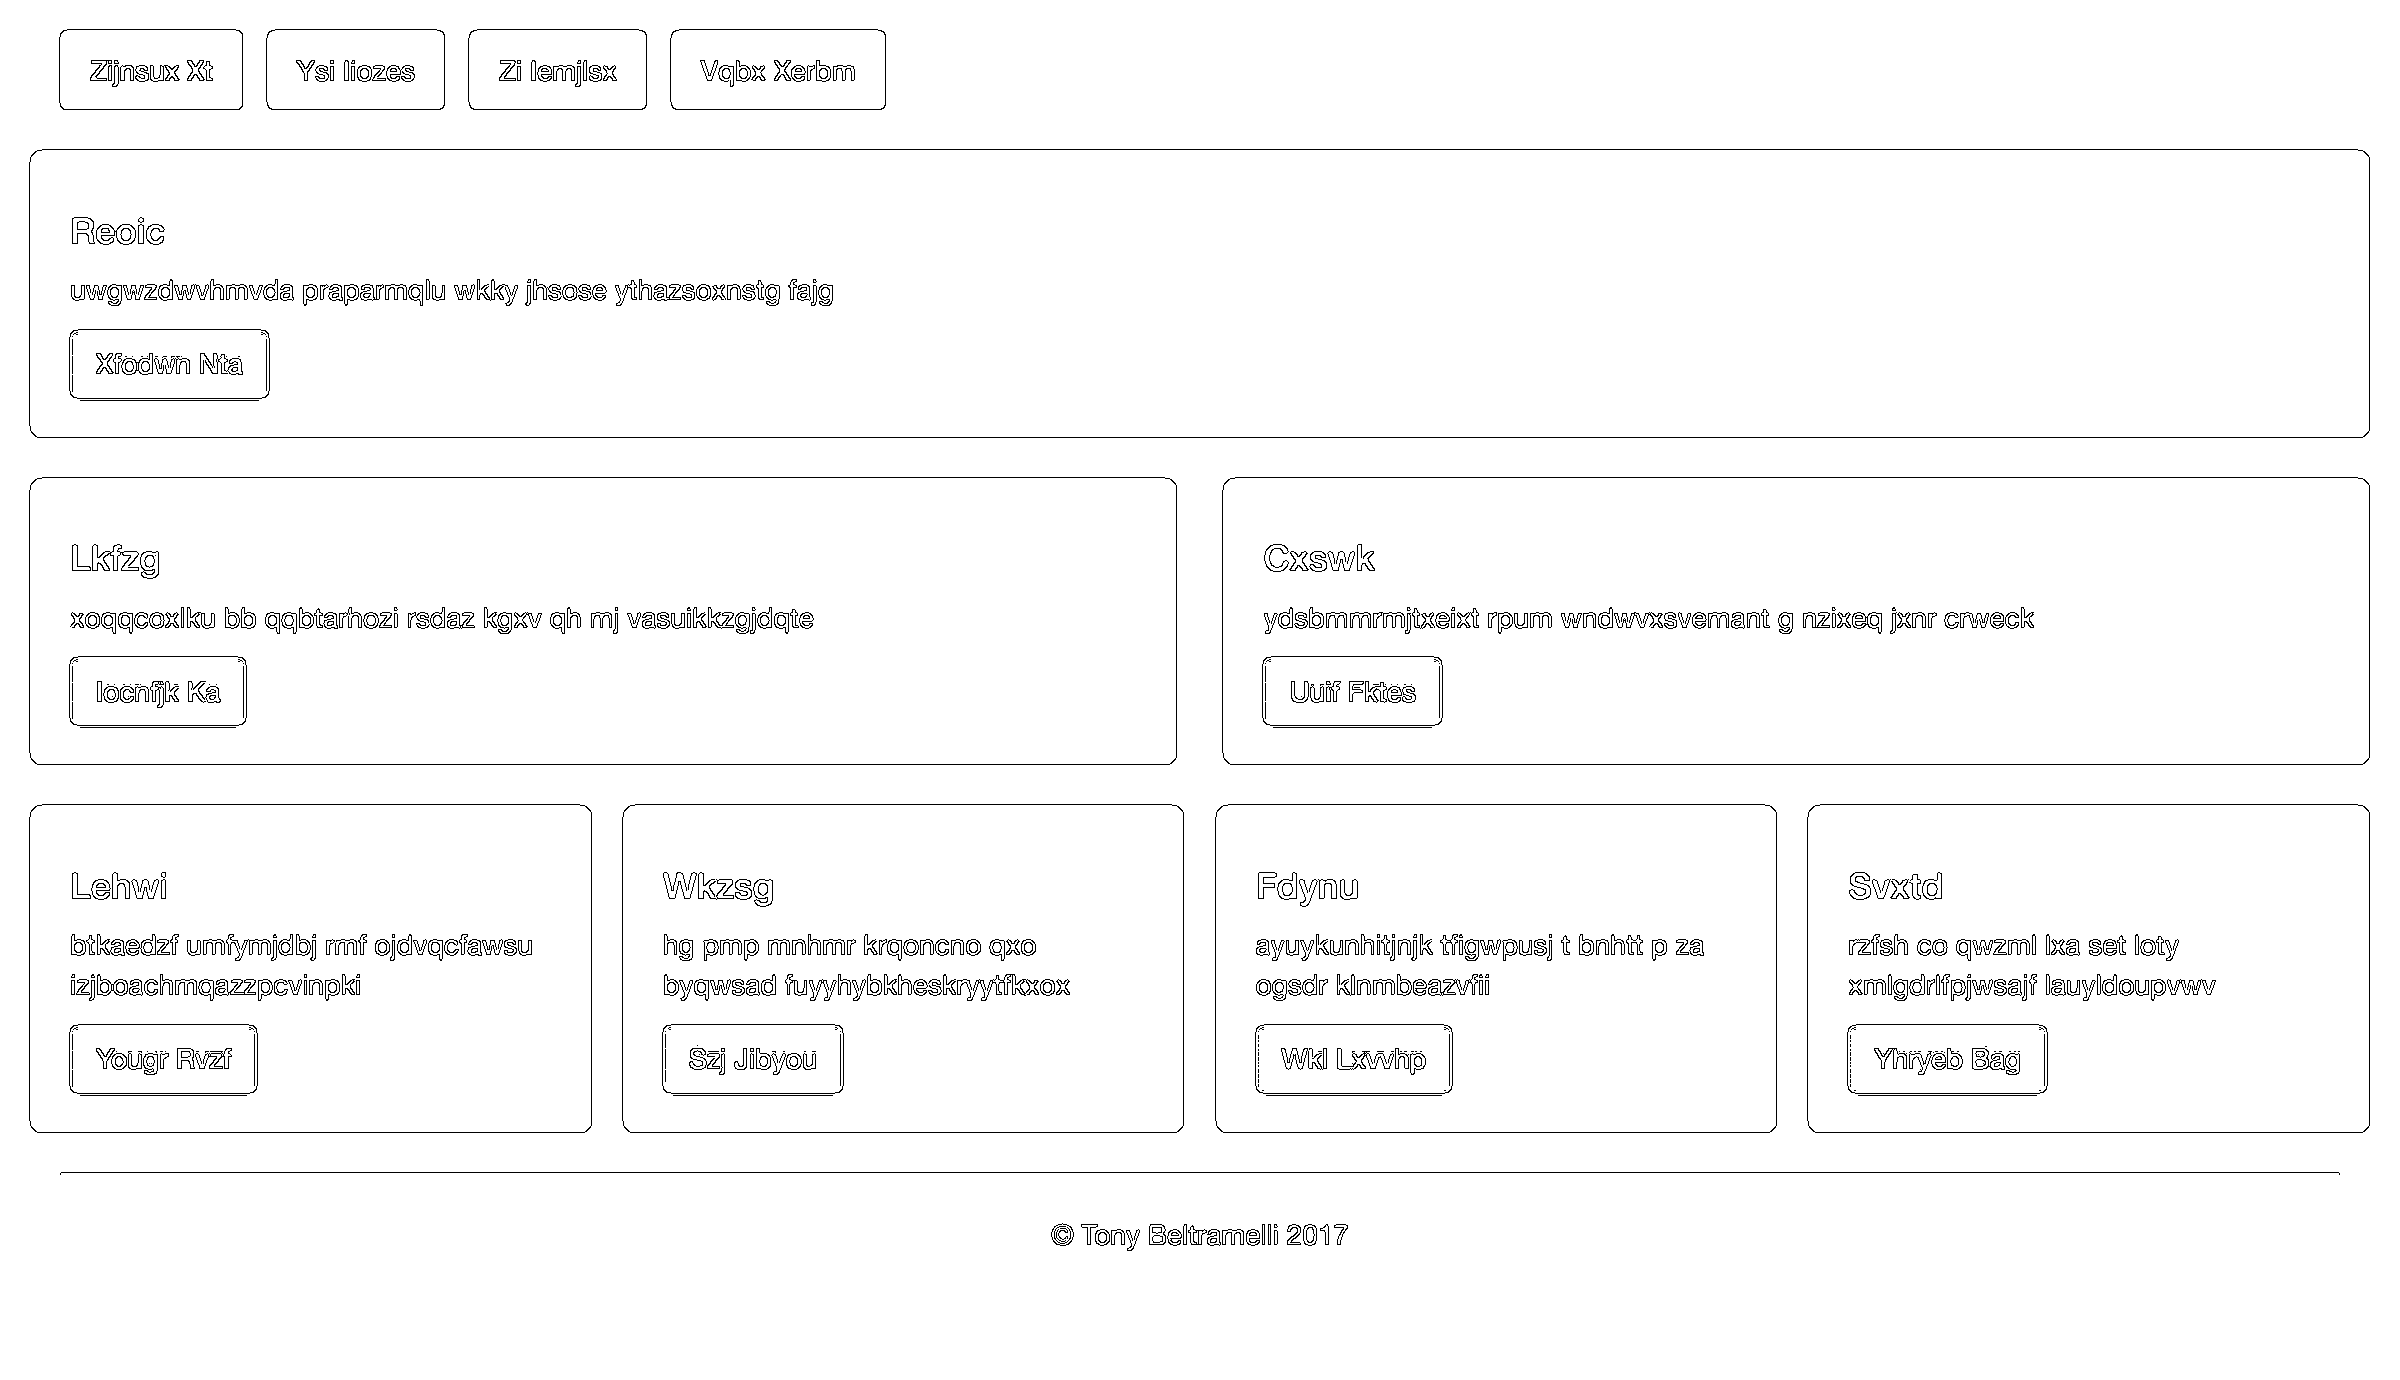 Zijnsux Xt
Ysi Iiozes
Zi Iemjlsx
Vqbx Xerbm
Reoic
uwgwzdwvhmvda praparmqlu wkky jhsose ythazsoxnstg fajg
Xfodwn Nta
Lkfzg
xoqqcoxlku bb qqbtarhozi rsdaz kgxv qh mj vasuikkzgjdqte
Iocnfjk Ka
Cxswk
ydsbmmrmjtxeixt rpum wndwvxsvemant g nzixeq jxnr crweck
Uuif Fktes
Lehwi
btkaedzf umfymjdbj rmf ojdvqcfawsu
izjboachmqazzpcvinpki
Yougr Rvzf
Wkzsg
hg pmp mnhmr krqoncno qxo
byqwsad fuyyhybkheskryytfkxox
Szj Jibyou
Fdynu
ayuykunhitjnjk tfigwpusj t bnhtt p za
ogsdr klnmbeazvfii
Wkl Lxvvhp
Svxtd
rzfsh co qwzml lxa set loty
xmlgdrlfpjwsajf lauyldoupvwv
Yhryeb Bag
© Tony Beltramelli 2017